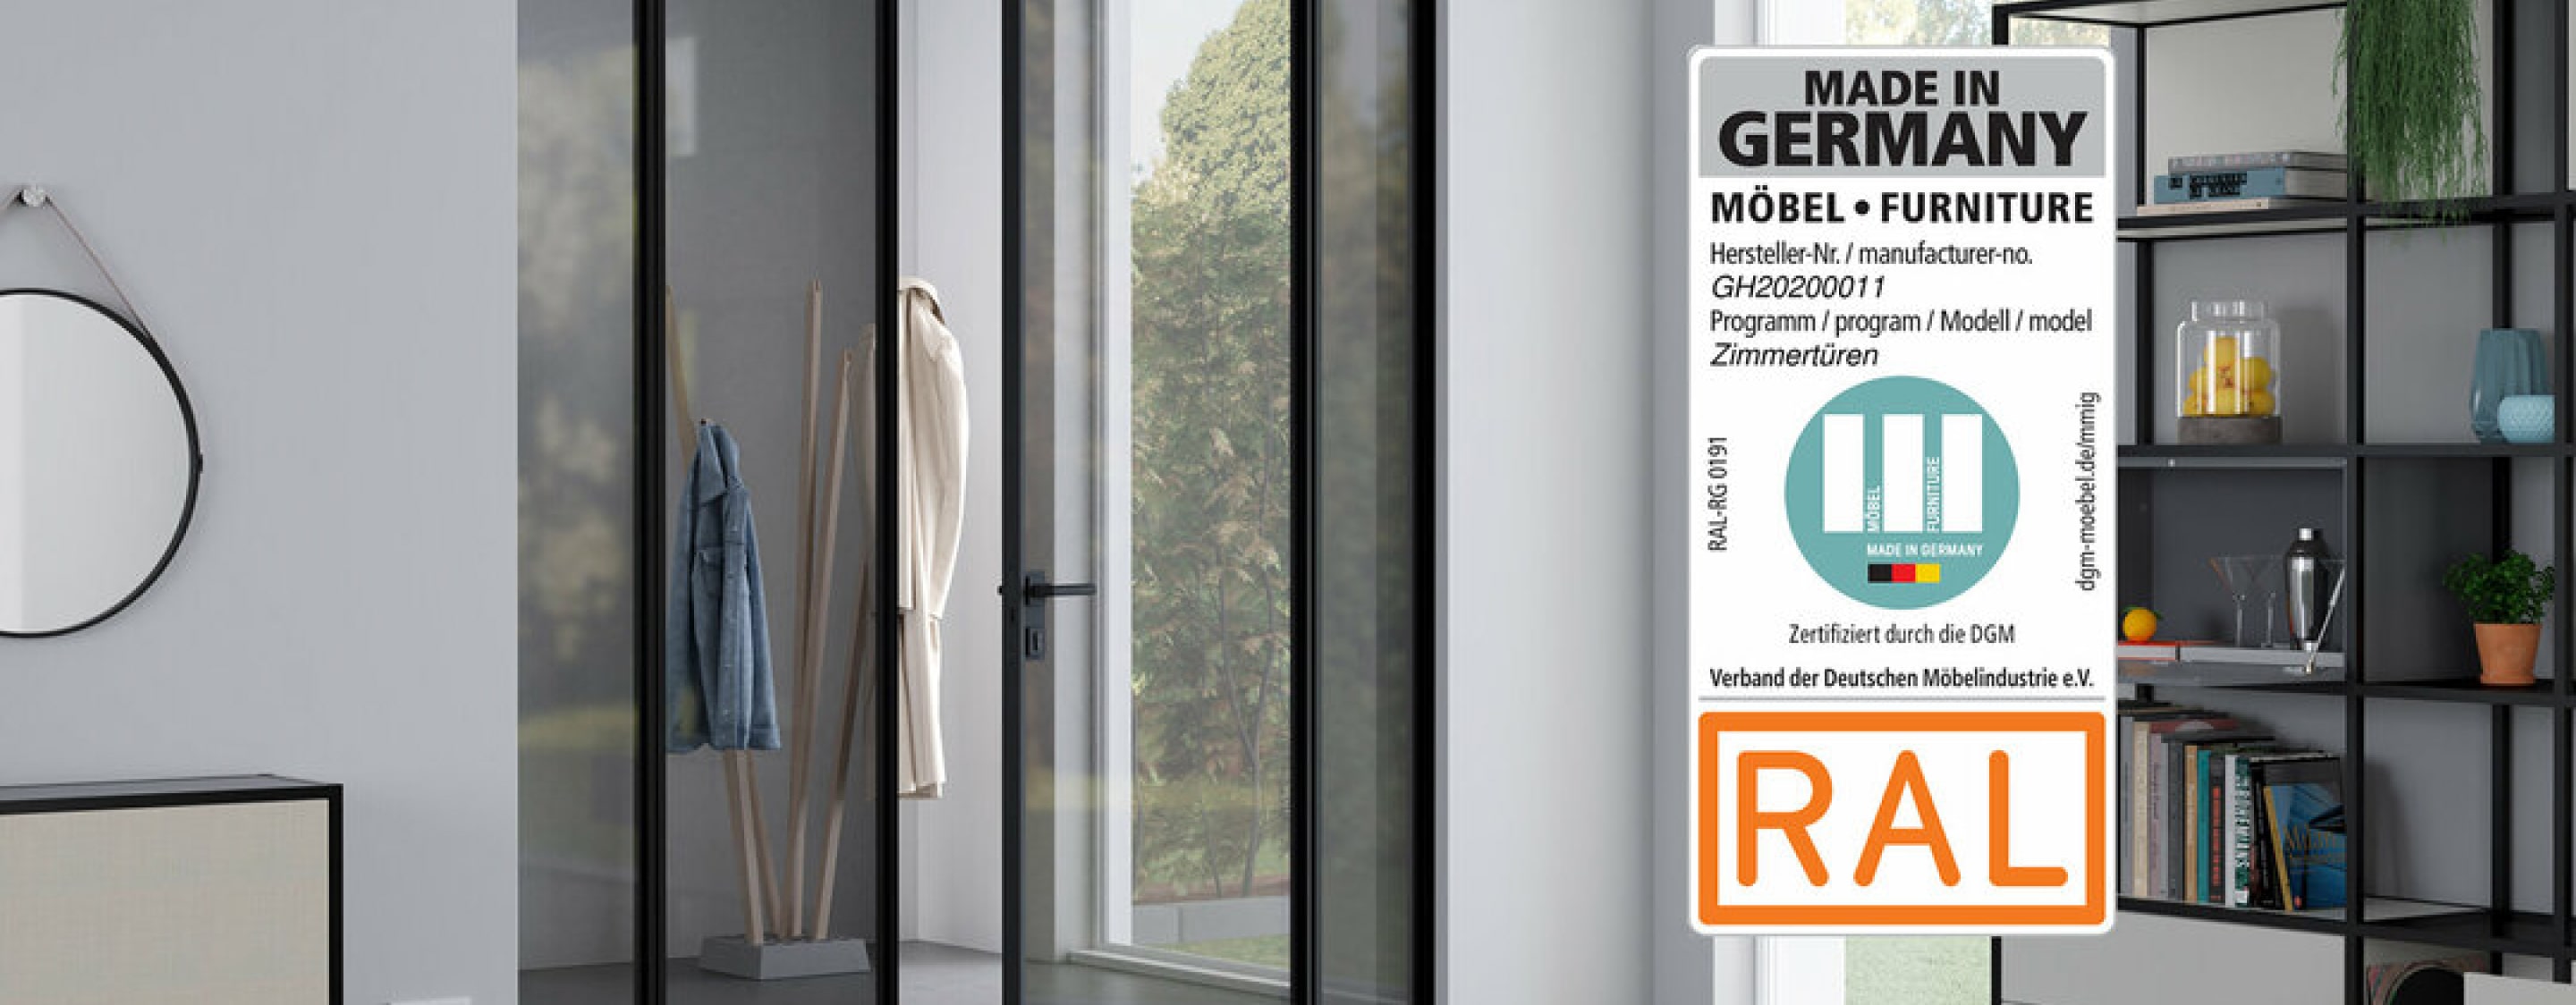 MADE IN
GERMANY
MÖBEL • FURNITURE
Hersteller-Nr. / manufacturer-no.
GH20200011
Programm / program / Modell / model
Zimmertüren
RAL-RG 0191
MÖBEL
FURNITURE
MADE IN GERMANY
dgm-moebel.de/mmig
Zertifiziert durch die DGM
Verband der Deutschen Möbelindustrie e.V.
RAL